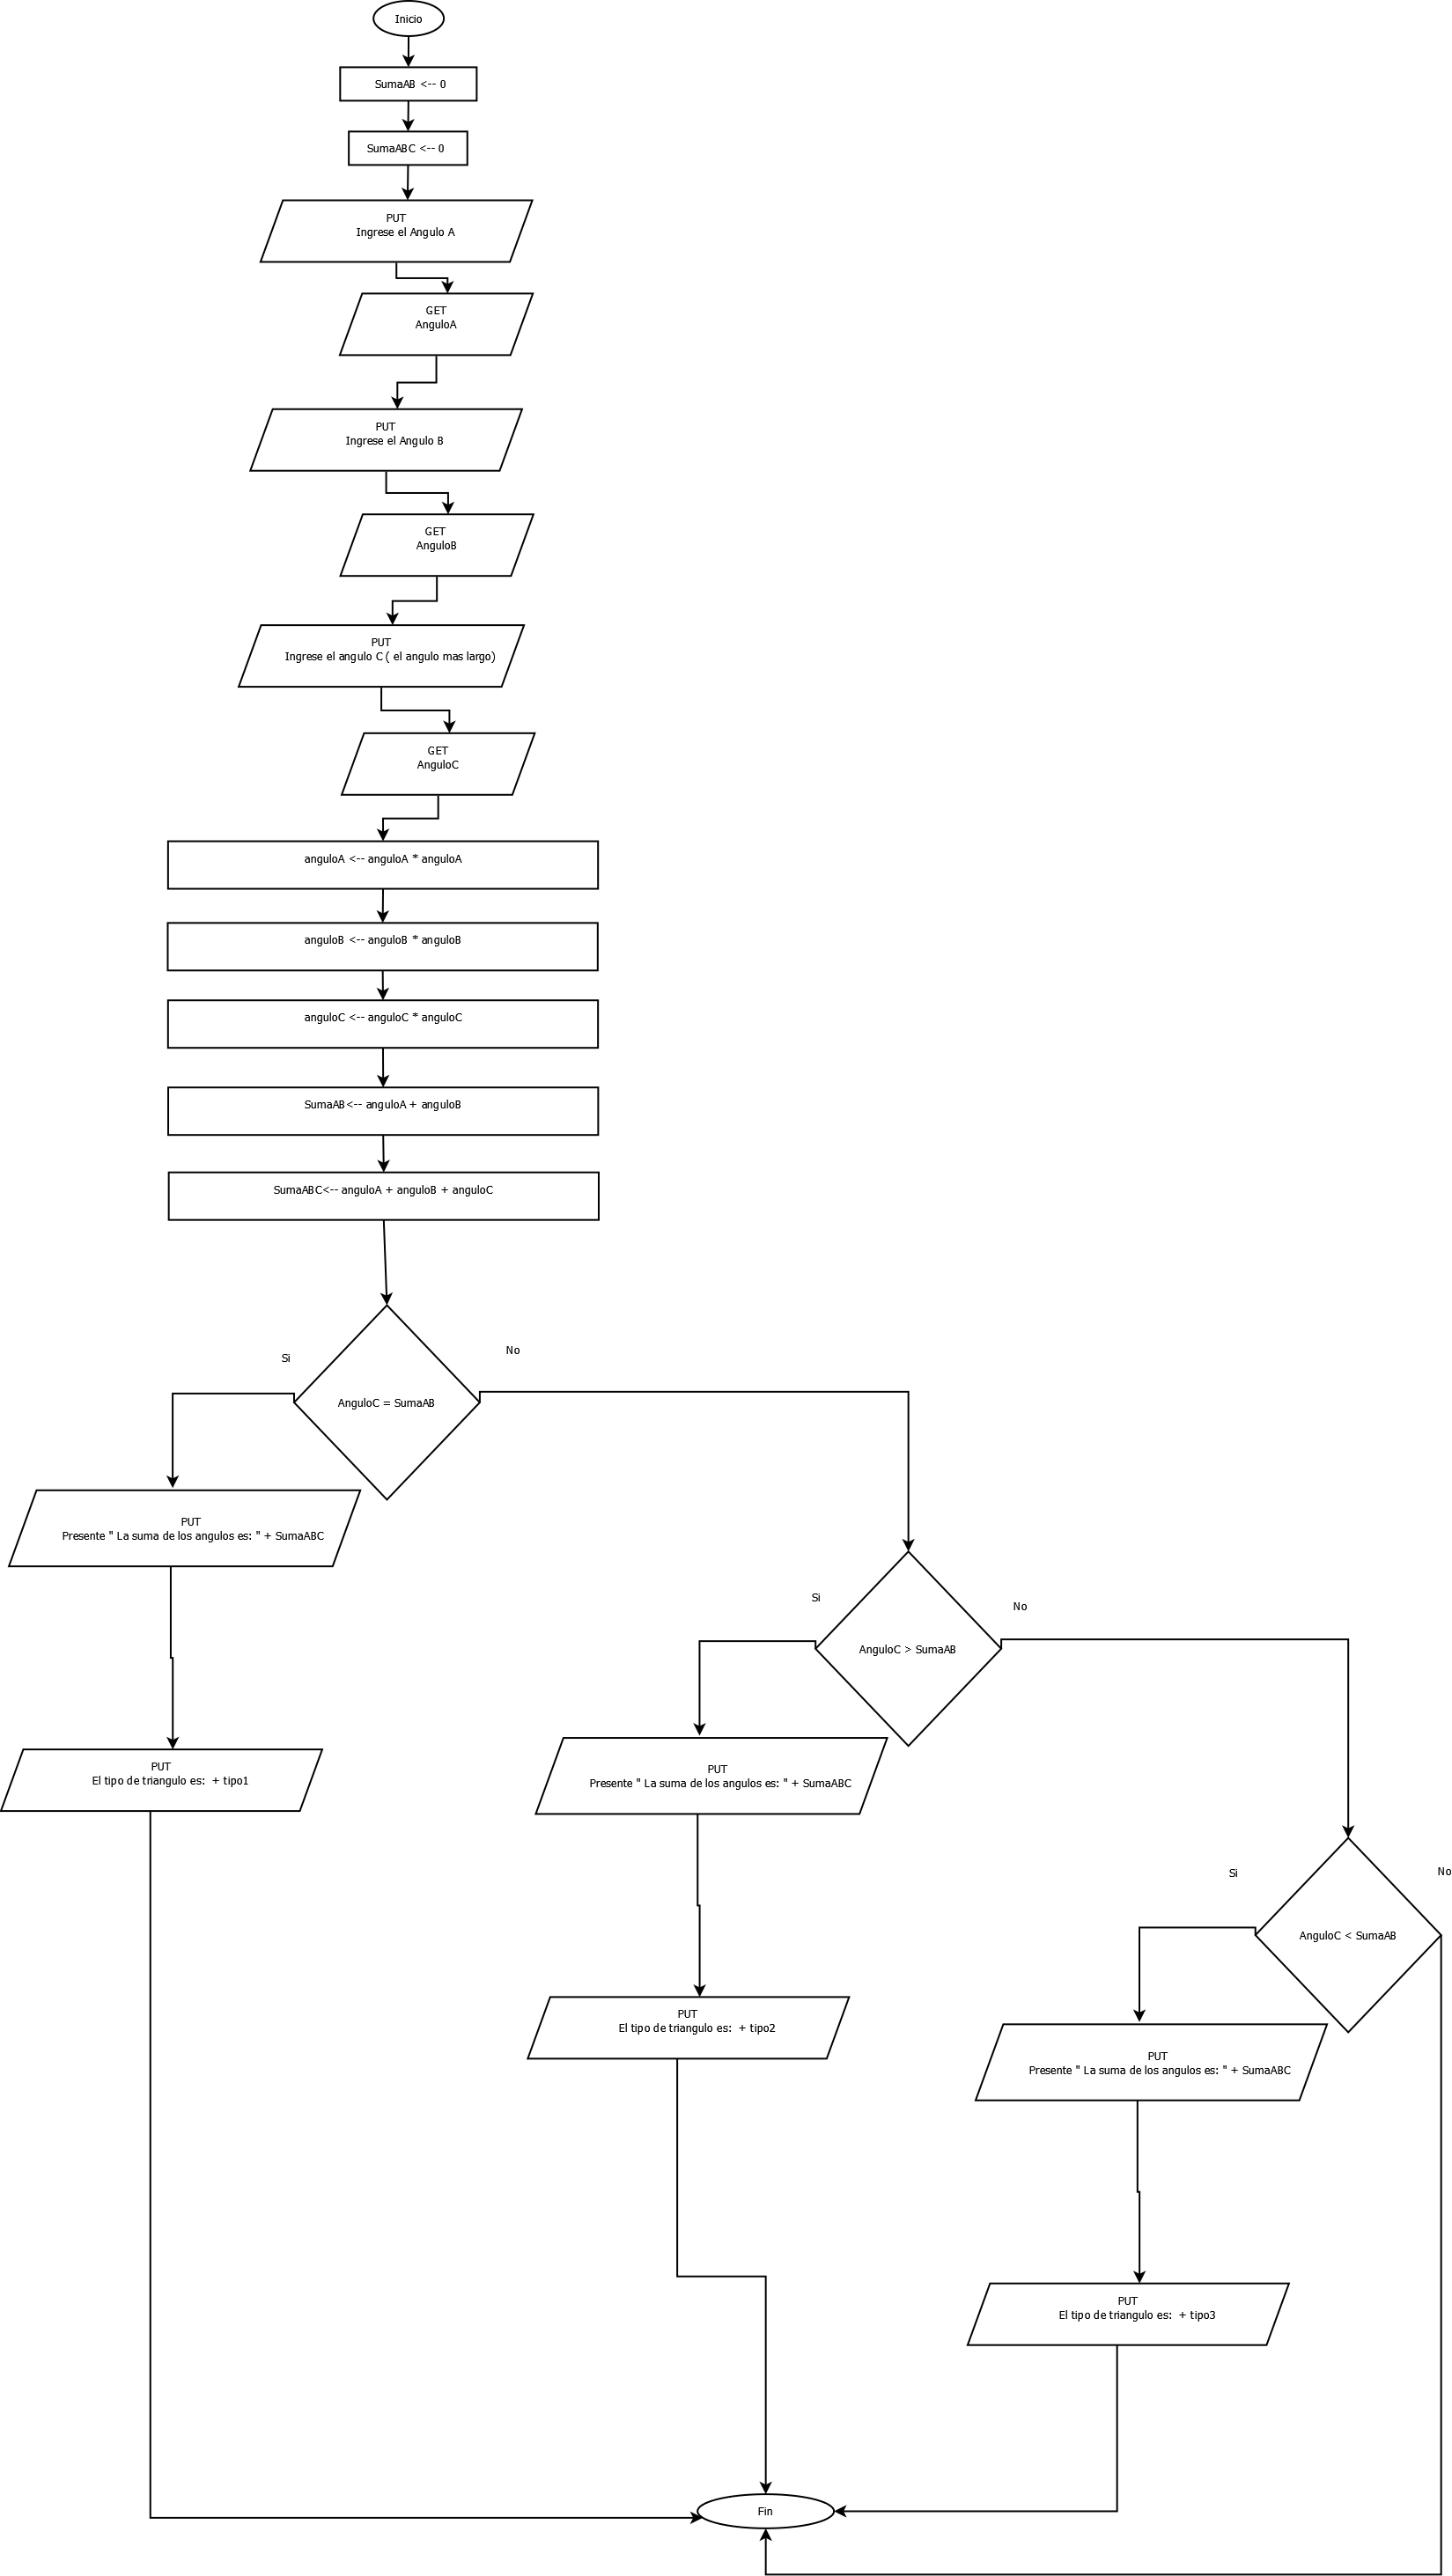 Inicio
SumaAB <-- 0
SumaABC <-- 0
PUT
Ingrese el Angulo A
GET
AnguloA
PUT
Ingrese el Angulo B
GET
AnguloB
PUT
Ingrese el angulo C ( el angulo mas largo)
GET
AnguloC
anguloA <-- anguloA * anguloA
anguloB <-- anguloB * anguloB
anguloC <-- anguloC * anguloC
SumaAB<-- anguloA + anguloB
SumaABC<-- anguloA + anguloB + anguloC
Si
No
AnguloC = SumaAB
PUT
Presente " La suma de los angulos es: " + SumaABC
PUT
El tipo de triangulo es:  + tipo1
Si
No
AnguloC > SumaAB
PUT
Presente " La suma de los angulos es: " + SumaABC
PUT
El tipo de triangulo es:  + tipo2
Si
No
AnguloC < SumaAB
PUT
Presente " La suma de los angulos es: " + SumaABC
PUT
El tipo de triangulo es:  + tipo3
Fin